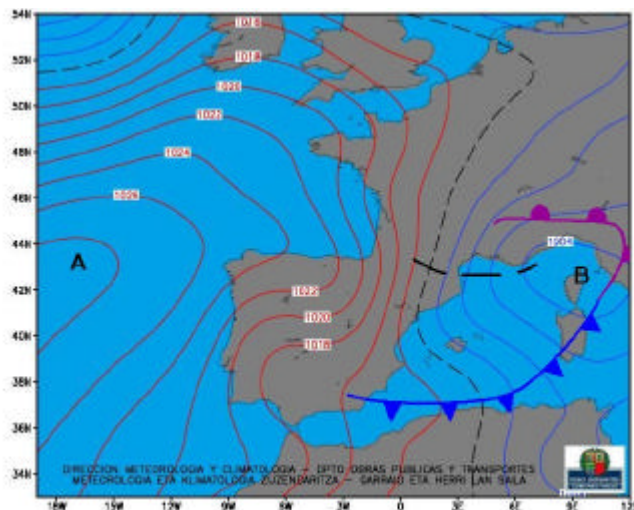 54N
1016
52N
1018
50N
1020
48N
1022
46N
1024
1026
1004
44N
A
B
42N
1022
40N
1020
38N
1018
36N
34N
DIRECCION METEOROLOGIA Y CLIMATOLOGIA - DPTO OBRAS PUBLICAS Y TRANSPORTES
METEOROLOGIA ETA KLIMATOLOGIA ZUZENDARITZA - GARRAIO ETA HERRI LAN SAILA
18W 15W 12W 9W 6W 3W 0 3E 6E 9E 12E